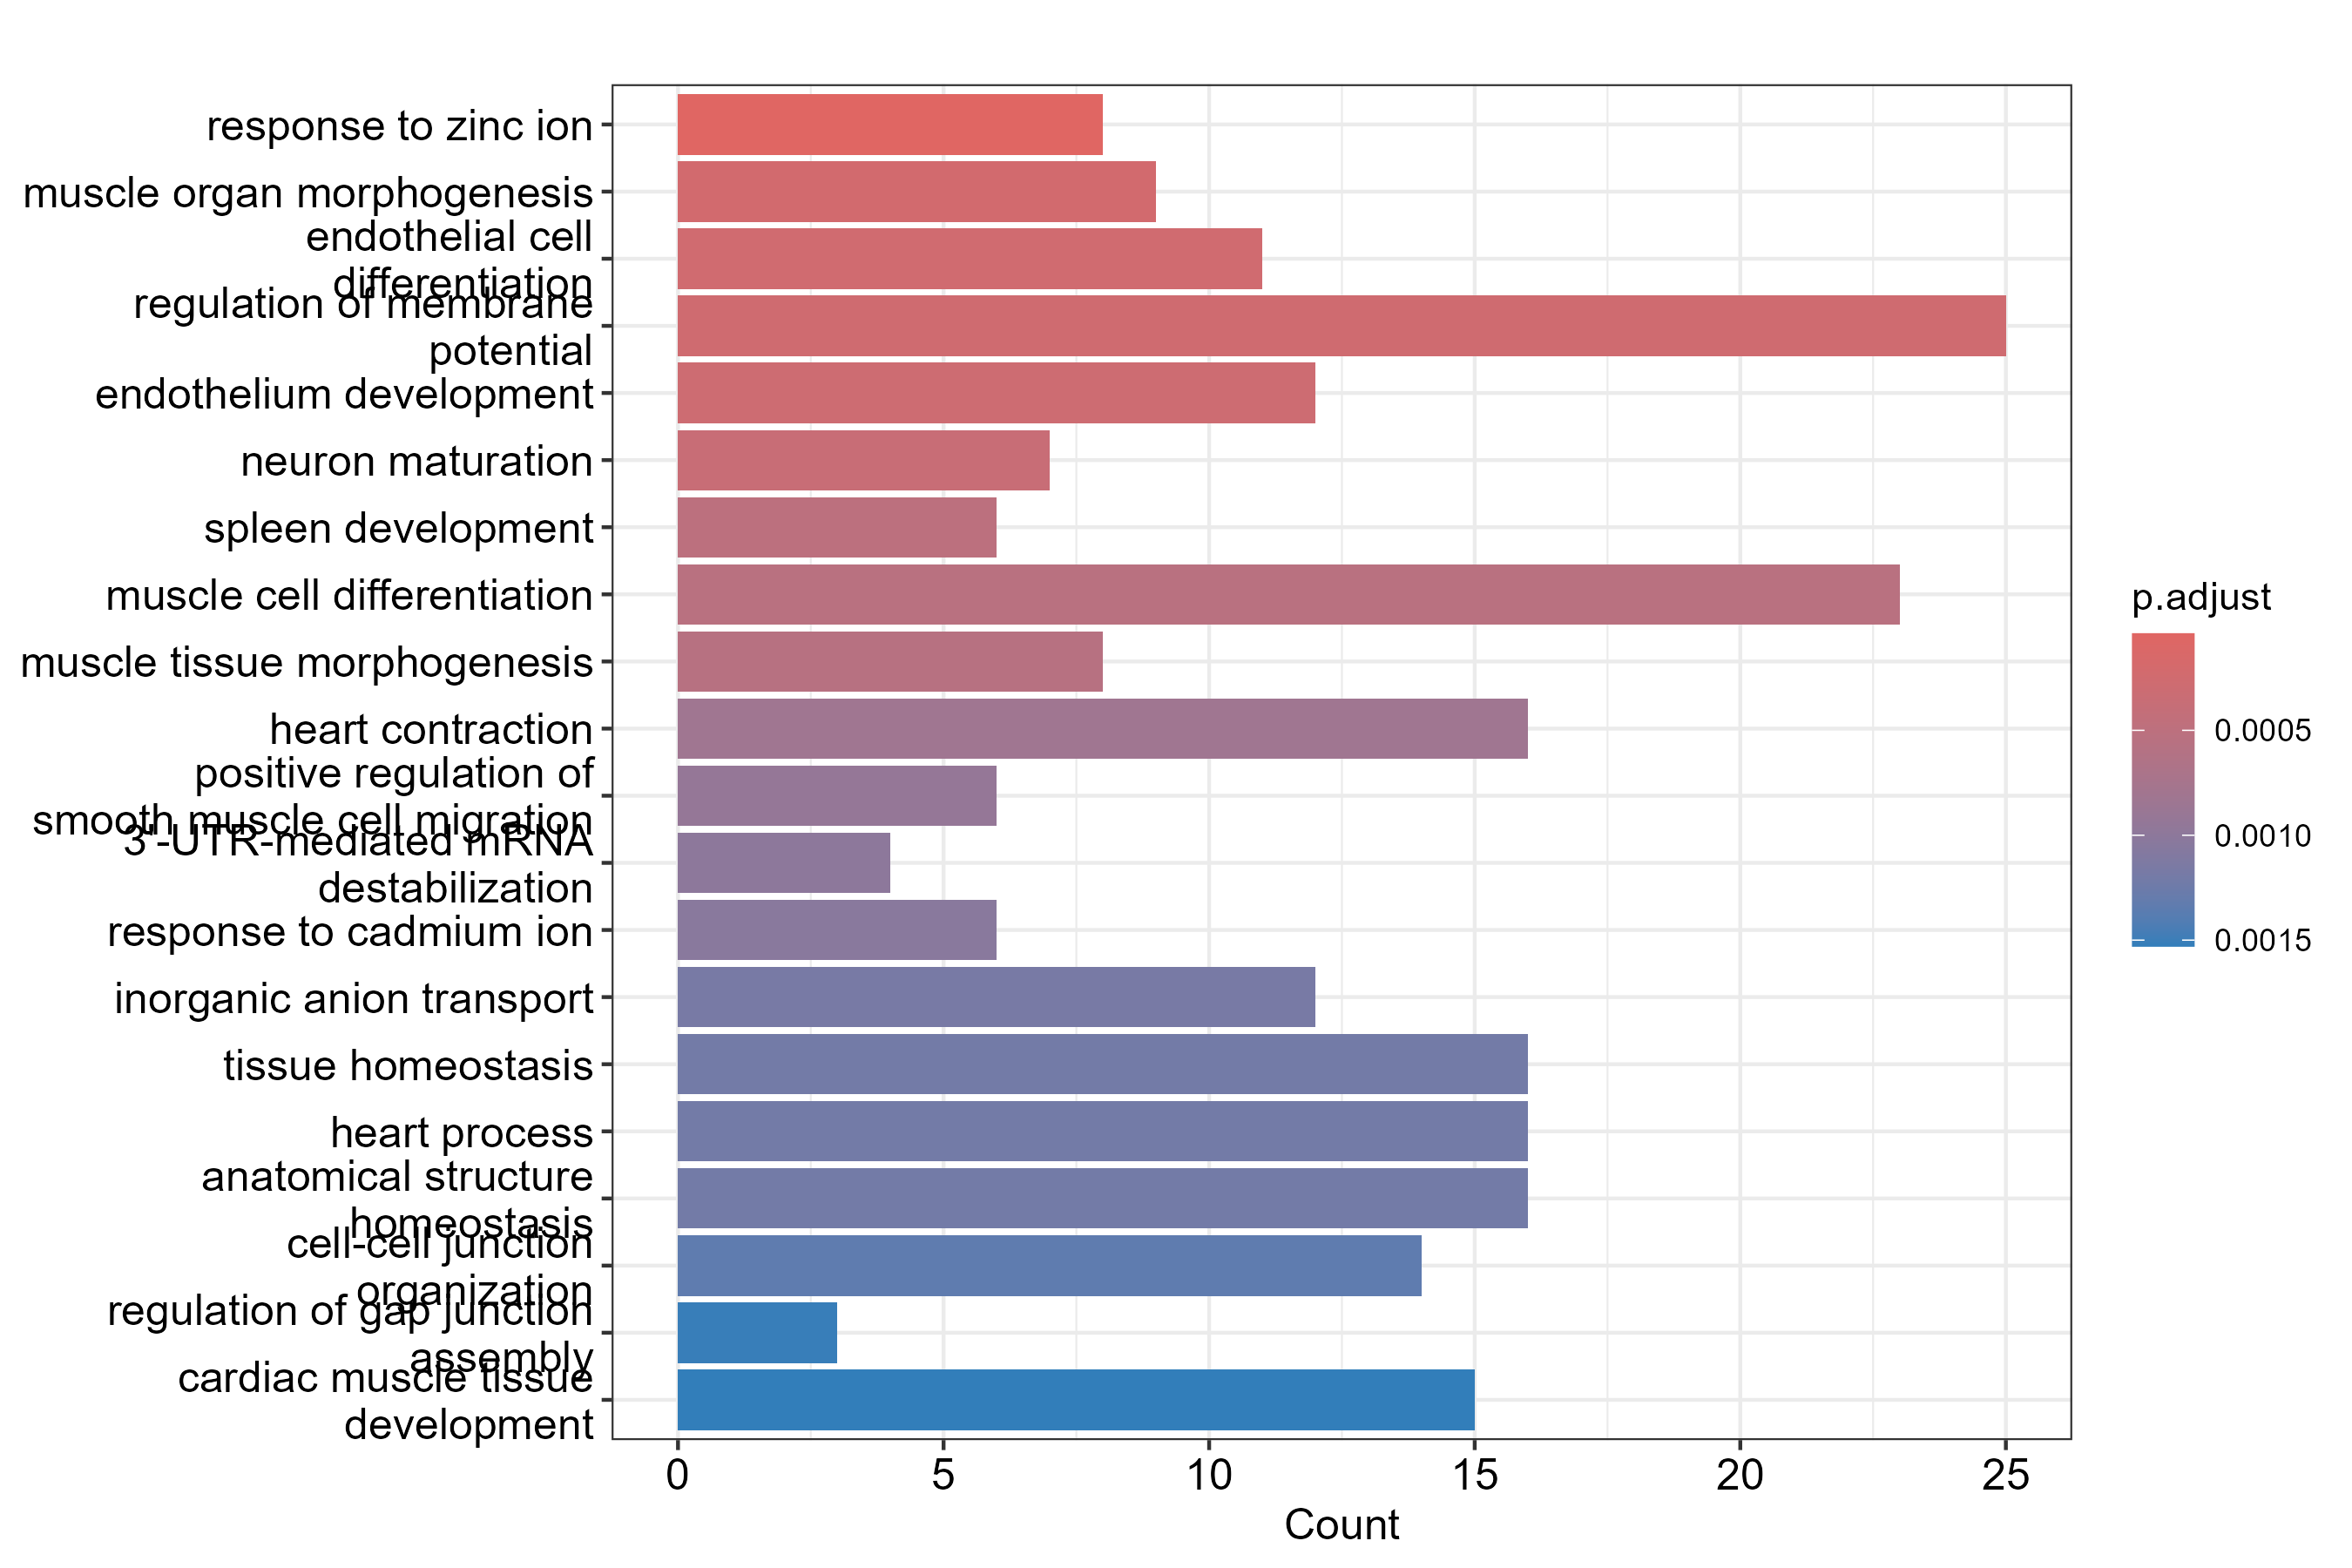 response to zinc ion
muscle organ morphogenesis
endothelial cell
differentiation
regulation of membrane
potential
endothelium development
neuron maturation
spleen development
muscle cell differentiation
muscle tissue morphogenesis
heart contraction
positive regulation of
smooth muscle cell migration
3'-UTR-mediated mRNA
destabilization
response to cadmium ion
inorganic anion transport
tissue homeostasis
heart process
anatomical structure
homeostasis
cell-cell junction
organization
regulation of gap junction
assembly
cardiac muscle tissue
development
0 5 10 15 20 25
Count
p.adjust
0.0005
0.0010
0.0015